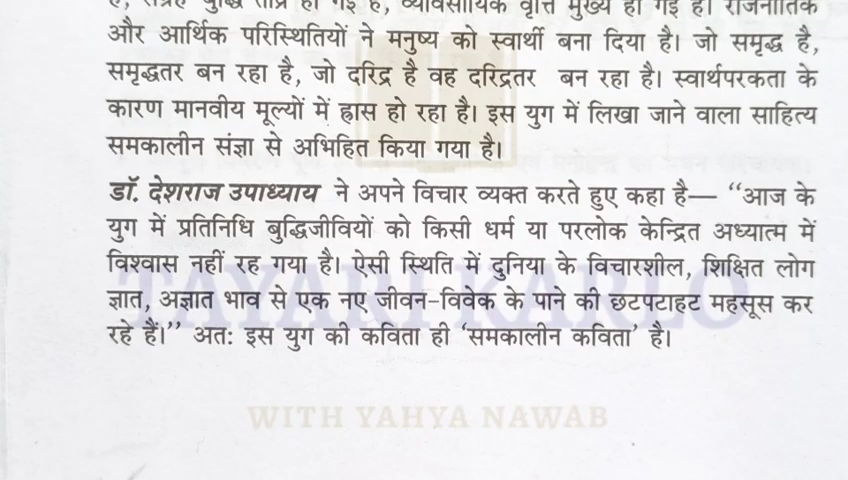 है, संग्रह बुद्धि तीव्र हो गई है, व्यावसायिक वृत्ति मुख्य हो गई है। राजनीतिक
और आर्थिक परिस्थितियों ने मनुष्य को स्वार्थी बना दिया है। जो समृद्ध है,
समृद्धतर बन रहा है, जो दरिद्र है वह दरिद्रतर बन रहा है। स्वार्थपरकता के
कारण मानवीय मूल्यों में ह्रास हो रहा है। इस युग में लिखा जाने वाला साहित्य
समकालीन संज्ञा से अभिहित किया गया है।
डॉ. देशराज उपाध्याय ने अपने विचार व्यक्त करते हुए कहा है— “आज के
युग में प्रतिनिधि बुद्धिजीवियों को किसी धर्म या परलोक केन्द्रित अध्यात्म में
विश्वास नहीं रह गया है। ऐसी स्थिति में दुनिया के विचारशील, शिक्षित लोग
ज्ञात, अज्ञात भाव से एक नए जीवन-विवेक के पाने की छटपटाहट महसूस कर
रहे हैं।” अतः इस युग की कविता ही ‘समकालीन कविता’ है।
TAYARI KARLO
WITH YAHYA NAWAB